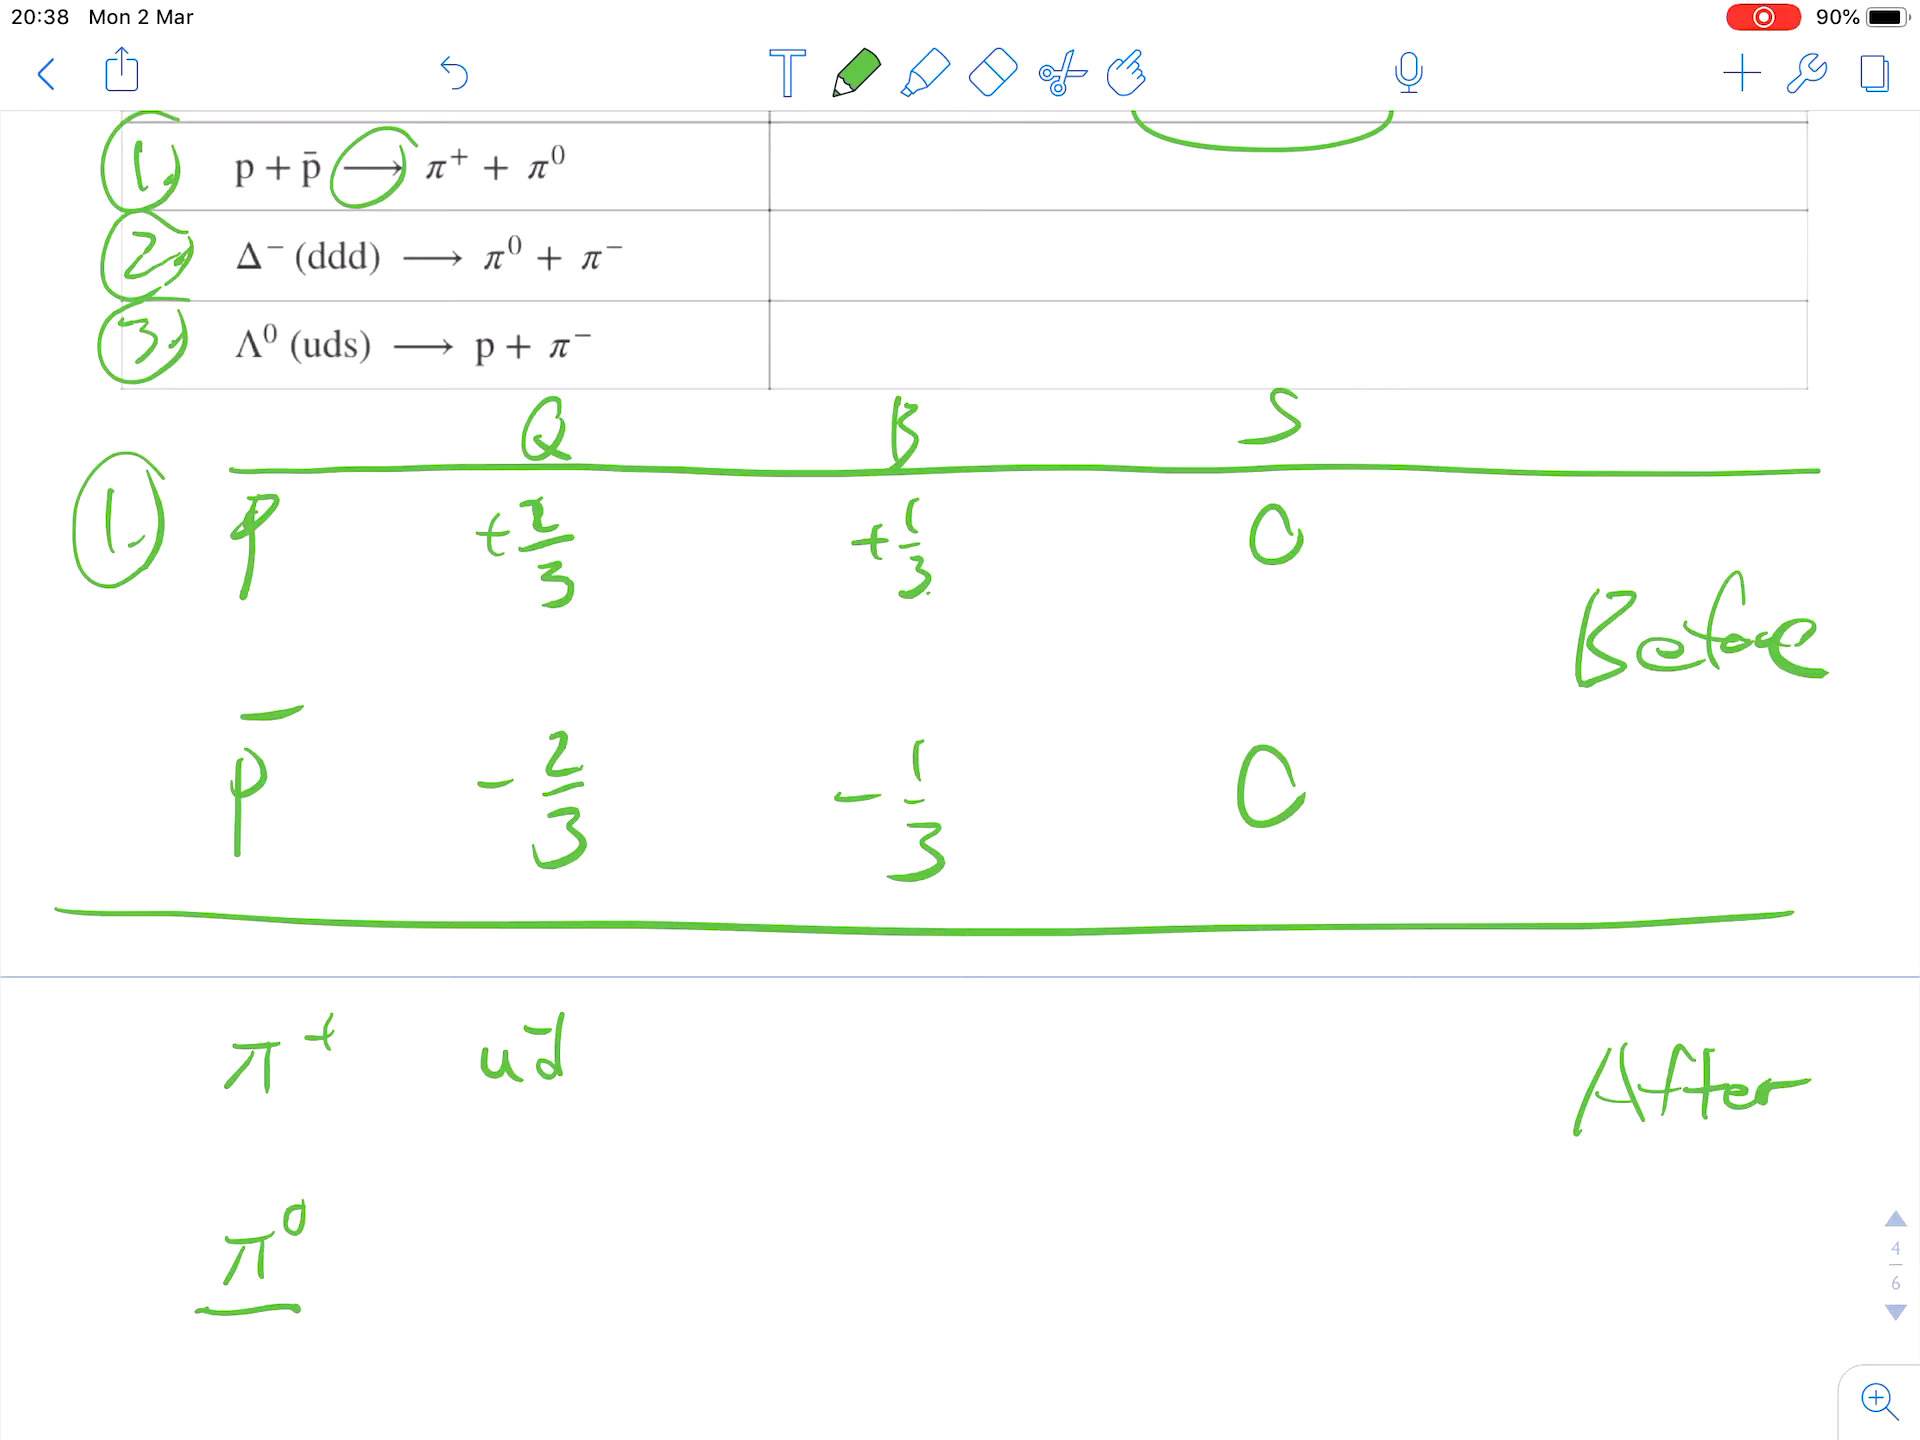 20:38 Mon 2 Mar 90%
T
1. p + p̄ ⟶ π⁺ + π⁰
2. Δ⁻ (ddd) ⟶ π⁰ + π⁻
3. Λ⁰ (uds) ⟶ p + π⁻
Q B S
1. P +2/3 +1/3 0
Before
p̄ -2/3 -1/3 0
π⁺ ud̄
After
π⁰
4
6